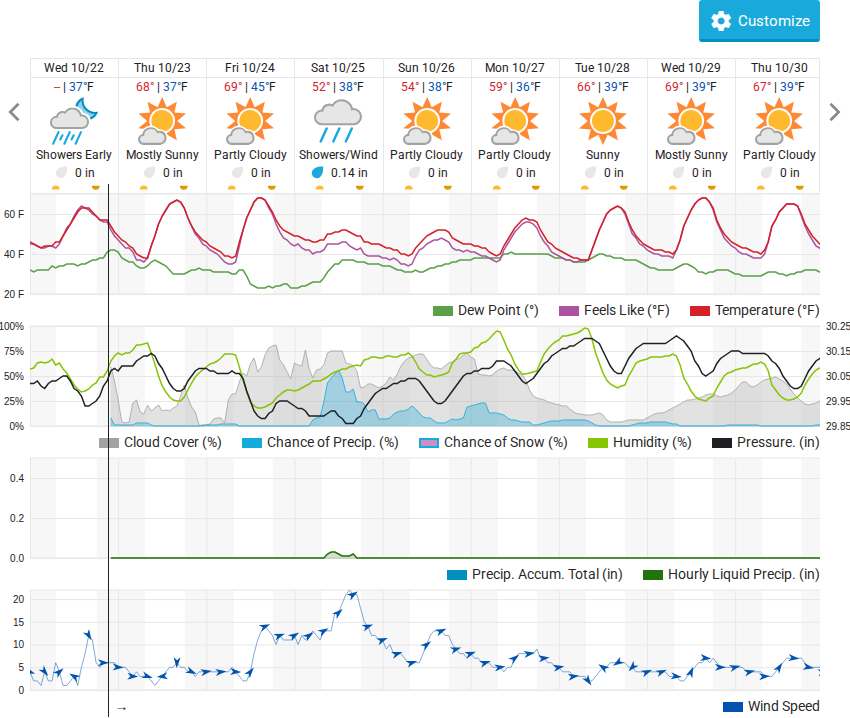 Customize
Wed 10/22 Thu 10/23 Fri 10/24 Sat 10/25 Sun 10/26 Mon 10/27 Tue 10/28 Wed 10/29 Thu 10/30
– | 37°F 68° | 37°F 69° | 45°F 52° | 38°F 54° | 38°F 59° | 36°F 66° | 39°F 69° | 39°F 67° | 39°F
Showers Early Mostly Sunny Partly Cloudy Showers/Wind Partly Cloudy Partly Cloudy Sunny Mostly Sunny Partly Cloudy
0 in 0 in 0 in 0.14 in 0 in 0 in 0 in 0 in 0 in
60 F
40 F
20 F
Dew Point (°) Feels Like (°F) Temperature (°F)
100% 30.25
75% 30.15
50% 30.05
25% 29.95
0% 29.85
Cloud Cover (%) Chance of Precip. (%) Chance of Snow (%) Humidity (%) Pressure. (in)
0.4
0.2
0.0
Precip. Accum. Total (in) Hourly Liquid Precip. (in)
20
15
10
5
0
→ Wind Speed